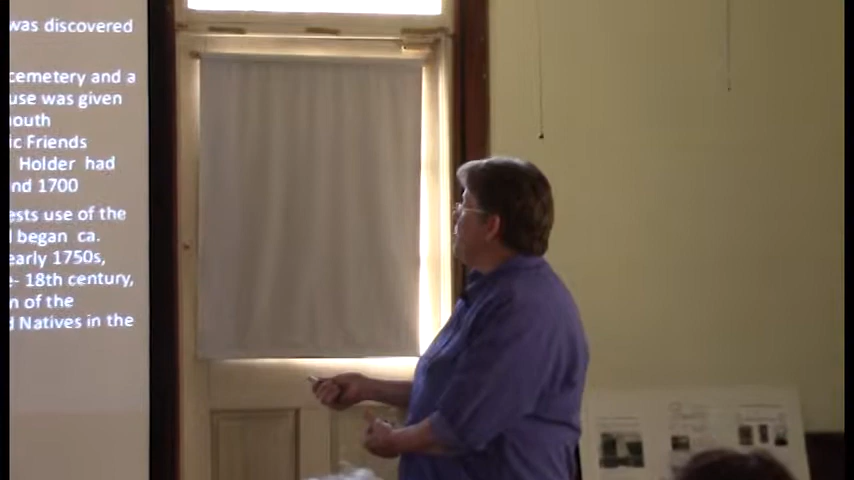 was discovered
cemetery and a
use was given
outh
ic Friends
Holder had
nd 1700
ests use of the
began ca.
early 1750s,
- 18th century,
n of the
Natives in the